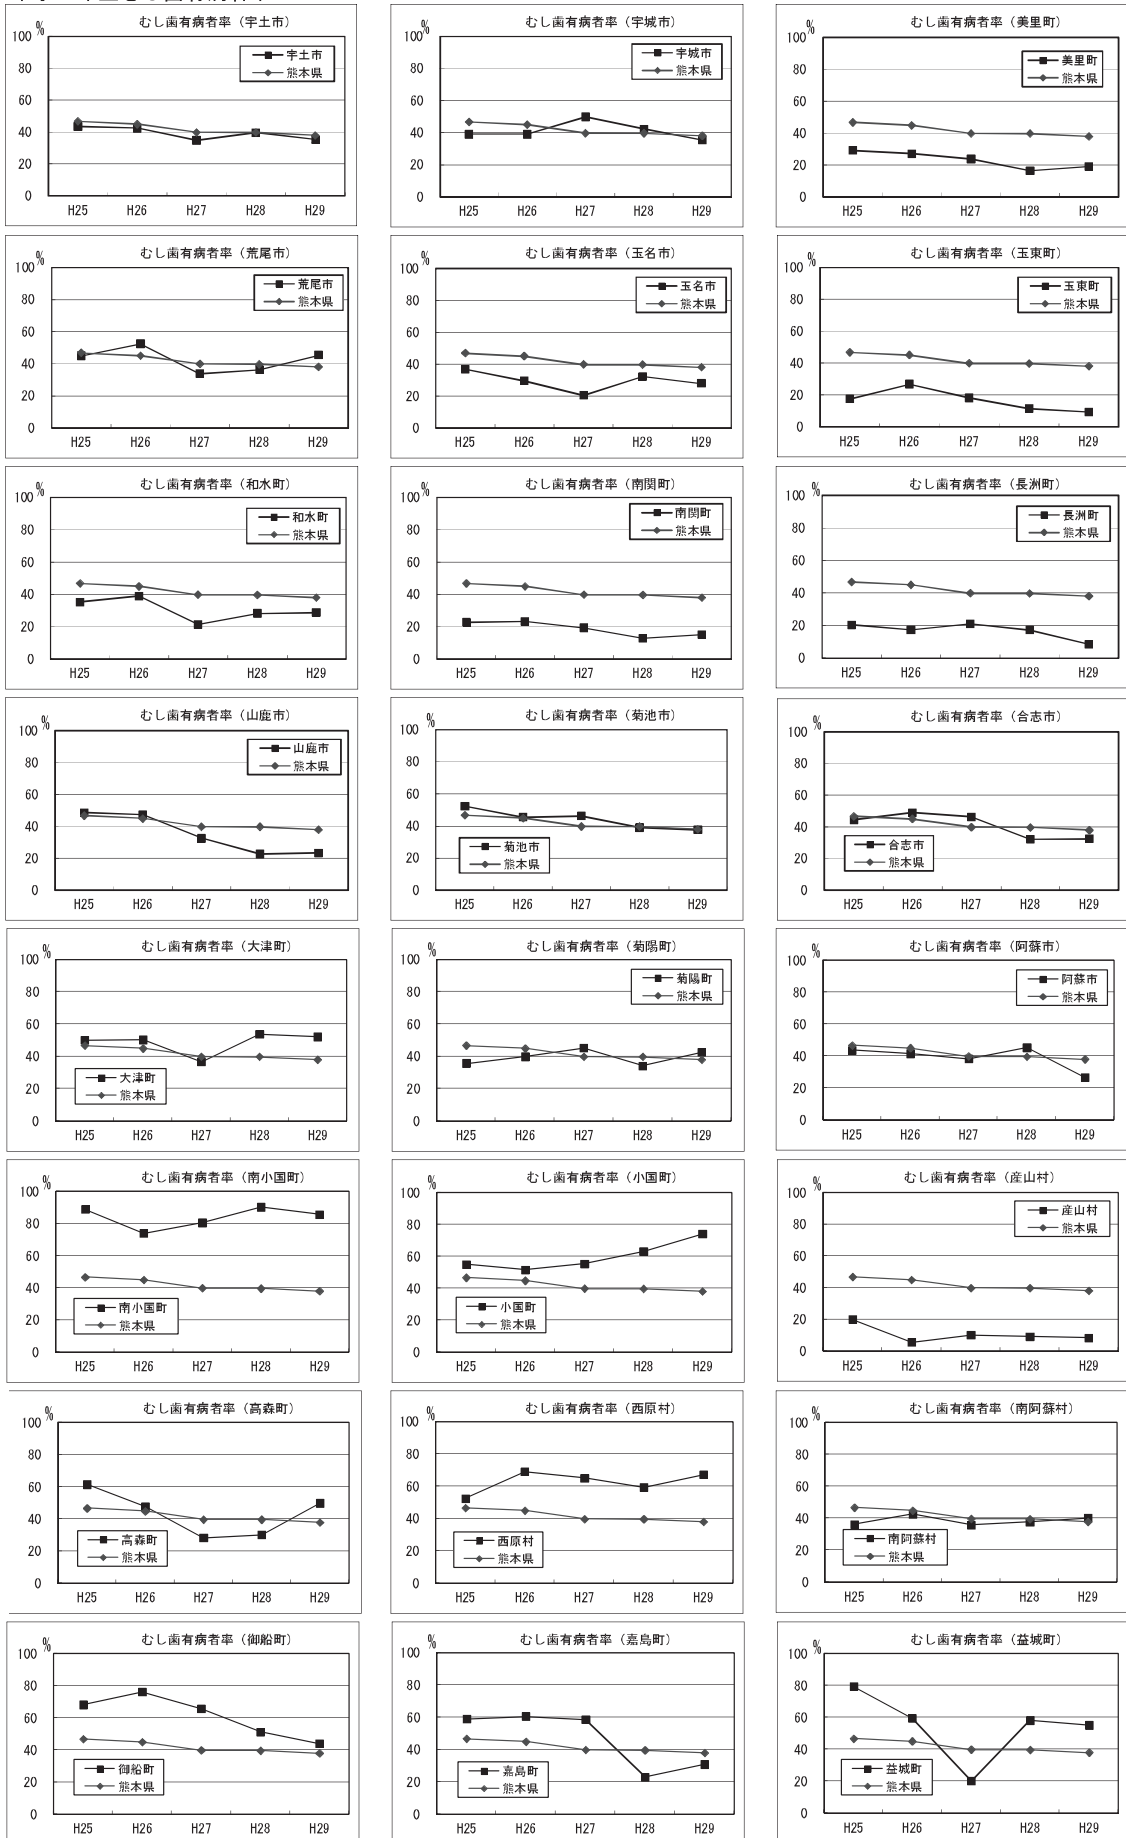 むし歯有病者率（宇土市）
%
100
80
60
40
20
0
宇土市
熊本県
H25 H26 H27 H28 H29
むし歯有病者率（宇城市）
%
100
80
60
40
20
0
宇城市
熊本県
H25 H26 H27 H28 H29
むし歯有病者率（美里町）
%
100
80
60
40
20
0
美里町
熊本県
H25 H26 H27 H28 H29
むし歯有病者率（荒尾市）
%
100
80
60
40
20
0
荒尾市
熊本県
H25 H26 H27 H28 H29
むし歯有病者率（玉名市）
%
100
80
60
40
20
0
玉名市
熊本県
H25 H26 H27 H28 H29
むし歯有病者率（玉東町）
%
100
80
60
40
20
0
玉東町
熊本県
H25 H26 H27 H28 H29
むし歯有病者率（和水町）
%
100
80
60
40
20
0
和水町
熊本県
H25 H26 H27 H28 H29
むし歯有病者率（南関町）
%
100
80
60
40
20
0
南関町
熊本県
H25 H26 H27 H28 H29
むし歯有病者率（長洲町）
%
100
80
60
40
20
0
長洲町
熊本県
H25 H26 H27 H28 H29
むし歯有病者率（山鹿市）
%
100
80
60
40
20
0
山鹿市
熊本県
H25 H26 H27 H28 H29
むし歯有病者率（菊池市）
%
100
80
60
40
20
0
菊池市
熊本県
H25 H26 H27 H28 H29
むし歯有病者率（合志市）
%
100
80
60
40
20
0
合志市
熊本県
H25 H26 H27 H28 H29
むし歯有病者率（大津町）
%
100
80
60
40
20
0
大津町
熊本県
H25 H26 H27 H28 H29
むし歯有病者率（菊陽町）
%
100
80
60
40
20
0
菊陽町
熊本県
H25 H26 H27 H28 H29
むし歯有病者率（阿蘇市）
%
100
80
60
40
20
0
阿蘇市
熊本県
H25 H26 H27 H28 H29
むし歯有病者率（南小国町）
%
100
80
60
40
20
0
南小国町
熊本県
H25 H26 H27 H28 H29
むし歯有病者率（小国町）
%
100
80
60
40
20
0
小国町
熊本県
H25 H26 H27 H28 H29
むし歯有病者率（産山村）
%
100
80
60
40
20
0
産山村
熊本県
H25 H26 H27 H28 H29
むし歯有病者率（高森町）
%
100
80
60
40
20
0
高森町
熊本県
H25 H26 H27 H28 H29
むし歯有病者率（西原村）
%
100
80
60
40
20
0
西原村
熊本県
H25 H26 H27 H28 H29
むし歯有病者率（南阿蘇村）
%
100
80
60
40
20
0
南阿蘇村
熊本県
H25 H26 H27 H28 H29
むし歯有病者率（御船町）
%
100
80
60
40
20
0
御船町
熊本県
H25 H26 H27 H28 H29
むし歯有病者率（嘉島町）
%
100
80
60
40
20
0
嘉島町
熊本県
H25 H26 H27 H28 H29
むし歯有病者率（益城町）
%
100
80
60
40
20
0
益城町
熊本県
H25 H26 H27 H28 H29